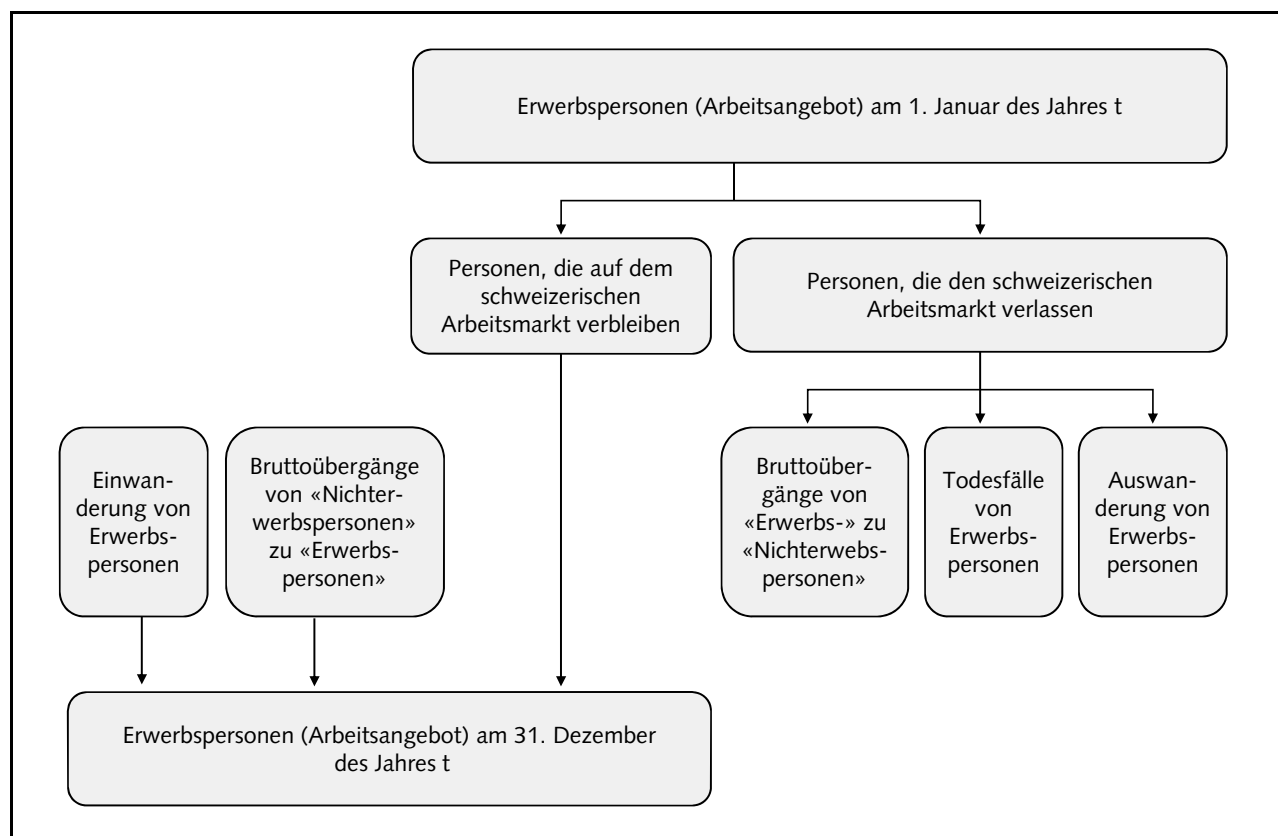 Erwerbspersonen (Arbeitsangebot) am 1. Januar des Jahres t
Personen, die auf dem
schweizerischen
Arbeitsmarkt verbleiben
Personen, die den schweizerischen
Arbeitsmarkt verlassen
Einwan-
derung von
Erwerbs-
personen
Bruttoübergänge
von «Nichter-
werbspersonen»
zu «Erwerbs-
personen»
Bruttoüber-
gänge von
«Erwerbs-» zu
«Nichterwebs-
personen»
Todesfälle
von
Erwerbs-
personen
Auswan-
derung von
Erwerbs-
personen
Erwerbspersonen (Arbeitsangebot) am 31. Dezember
des Jahres t